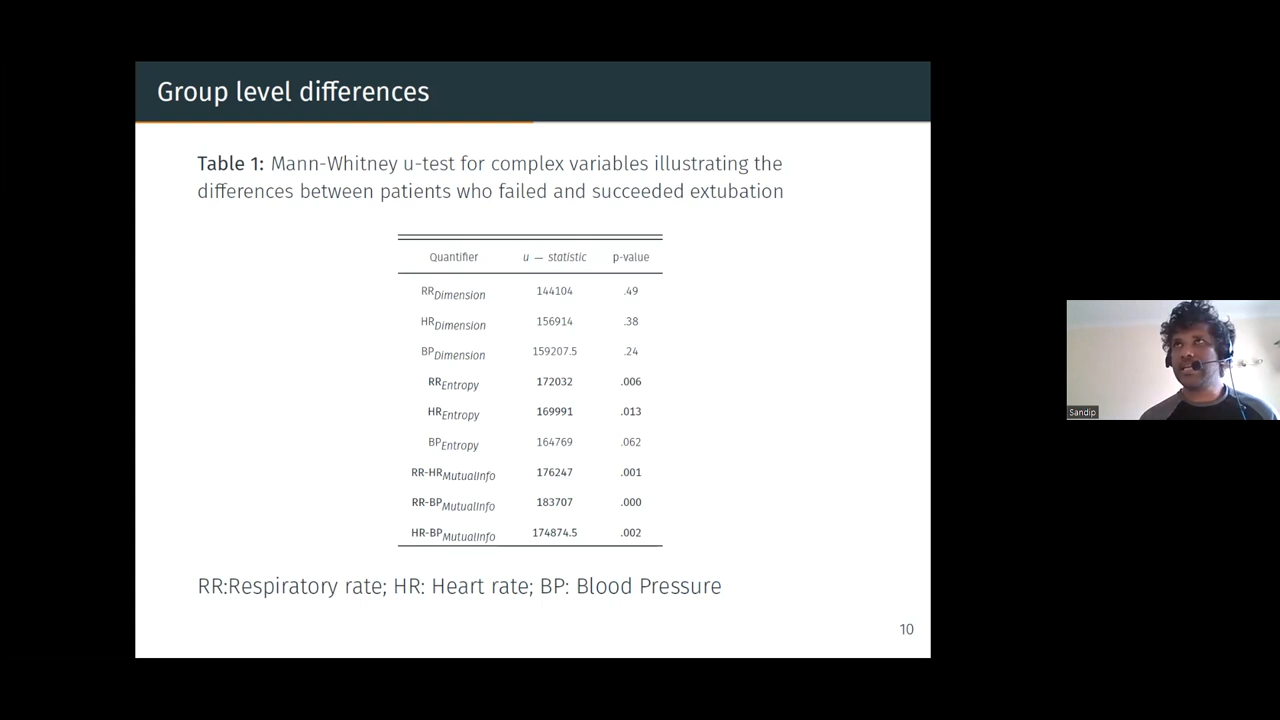 Group level differences
Table 1: Mann-Whitney u-test for complex variables illustrating the
differences between patients who failed and succeeded extubation
Quantifier u — statistic p-value
RRDimension 144104 .49
HRDimension 156914 .38
BPDimension 159207.5 .24
RREntropy 172032 .006
HREntropy 169991 .013
BPEntropy 164769 .062
RR-HRMutualInfo 176247 .001
RR-BPMutualInfo 183707 .000
HR-BPMutualInfo 174874.5 .002
RR:Respiratory rate; HR: Heart rate; BP: Blood Pressure
10
Sandip